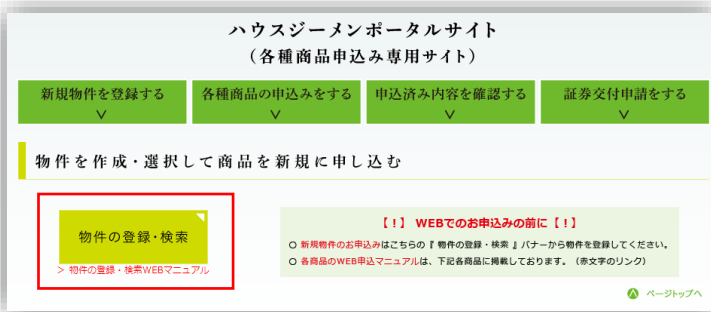 ハウスジーメンポータルサイト
（各種商品申込み専用サイト）
新規物件を登録する
各種商品の申込みをする
申込済み内容を確認する
証券交付申請をする
物件を作成・選択して商品を新規に申し込む
物件の登録・検索
＞ 物件の登録・検索WEBマニュアル
【！】 WEBでのお申込みの前に【！】
○ 新規物件のお申込みはこちらの『 物件の登録・検索 』バナーから物件を登録してください。
○ 各商品のWEB申込マニュアルは、下記各商品に掲載しております。（赤文字のリンク）
ページトップへ